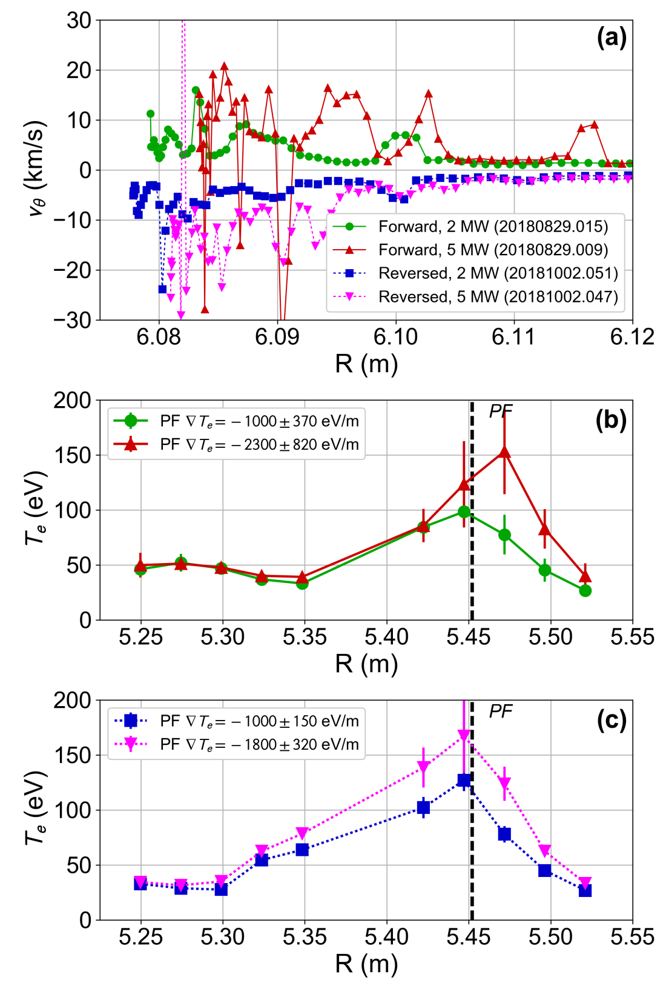 30
(a)
20
10
0
−10
−20
−30
vθ (km/s)
Forward, 2 MW (20180829.015)
Forward, 5 MW (20180829.009)
Reversed, 2 MW (20181002.051)
Reversed, 5 MW (20181002.047)
6.08 6.09 6.10 6.11 6.12
R (m)
200
PF
(b)
PF ∇Te = −1000 ± 370 eV/m
PF ∇Te = −2300 ± 820 eV/m
150
100
50
0
Te (eV)
5.25 5.30 5.35 5.40 5.45 5.50 5.55
R (m)
200
PF
(c)
PF ∇Te = −1000 ± 150 eV/m
PF ∇Te = −1800 ± 320 eV/m
150
100
50
0
Te (eV)
5.25 5.30 5.35 5.40 5.45 5.50 5.55
R (m)